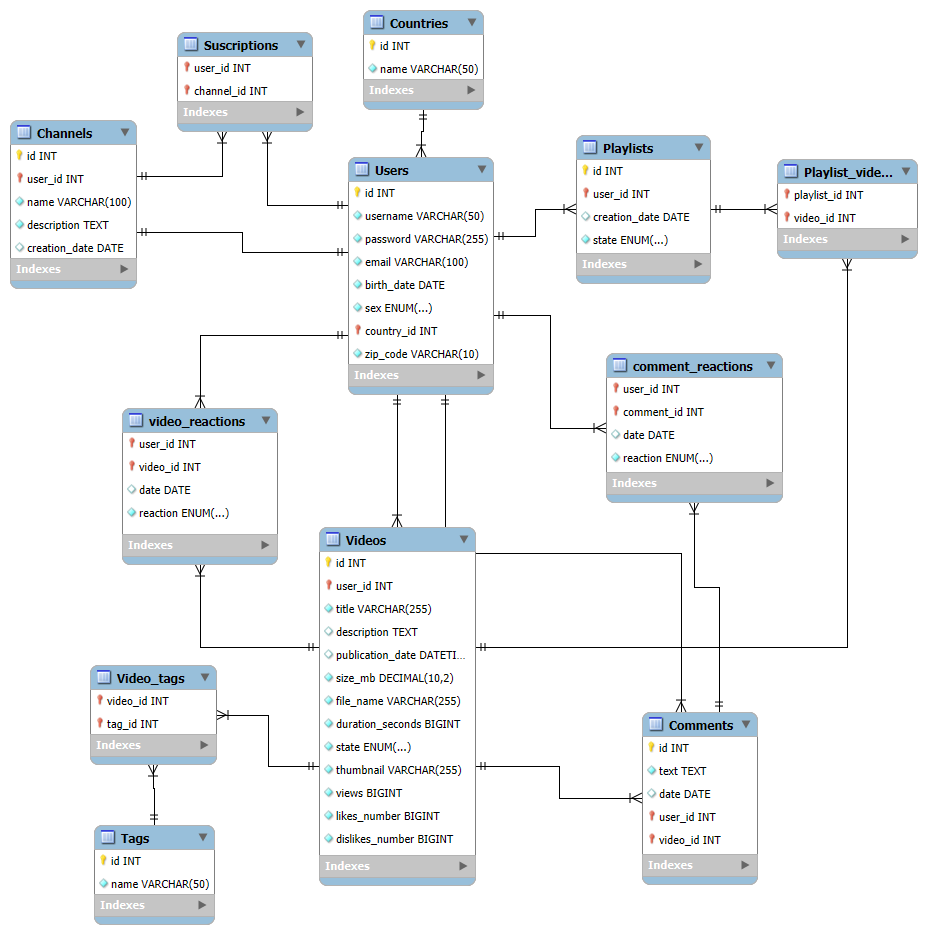 Countries
id INT
name VARCHAR(50)
Indexes
Suscriptions
user_id INT
channel_id INT
Indexes
Channels
id INT
user_id INT
name VARCHAR(100)
description TEXT
creation_date DATE
Indexes
Users
id INT
username VARCHAR(50)
password VARCHAR(255)
email VARCHAR(100)
birth_date DATE
sex ENUM(...)
country_id INT
zip_code VARCHAR(10)
Indexes
Playlists
id INT
user_id INT
creation_date DATE
state ENUM(...)
Indexes
Playlist_vide...
playlist_id INT
video_id INT
Indexes
comment_reactions
user_id INT
comment_id INT
date DATE
reaction ENUM(...)
Indexes
video_reactions
user_id INT
video_id INT
date DATE
reaction ENUM(...)
Indexes
Videos
id INT
user_id INT
title VARCHAR(255)
description TEXT
publication_date DATETI...
size_mb DECIMAL(10,2)
file_name VARCHAR(255)
duration_seconds BIGINT
state ENUM(...)
thumbnail VARCHAR(255)
views BIGINT
likes_number BIGINT
dislikes_number BIGINT
Indexes
Video_tags
video_id INT
tag_id INT
Indexes
Tags
id INT
name VARCHAR(50)
Indexes
Comments
id INT
text TEXT
date DATE
user_id INT
video_id INT
Indexes